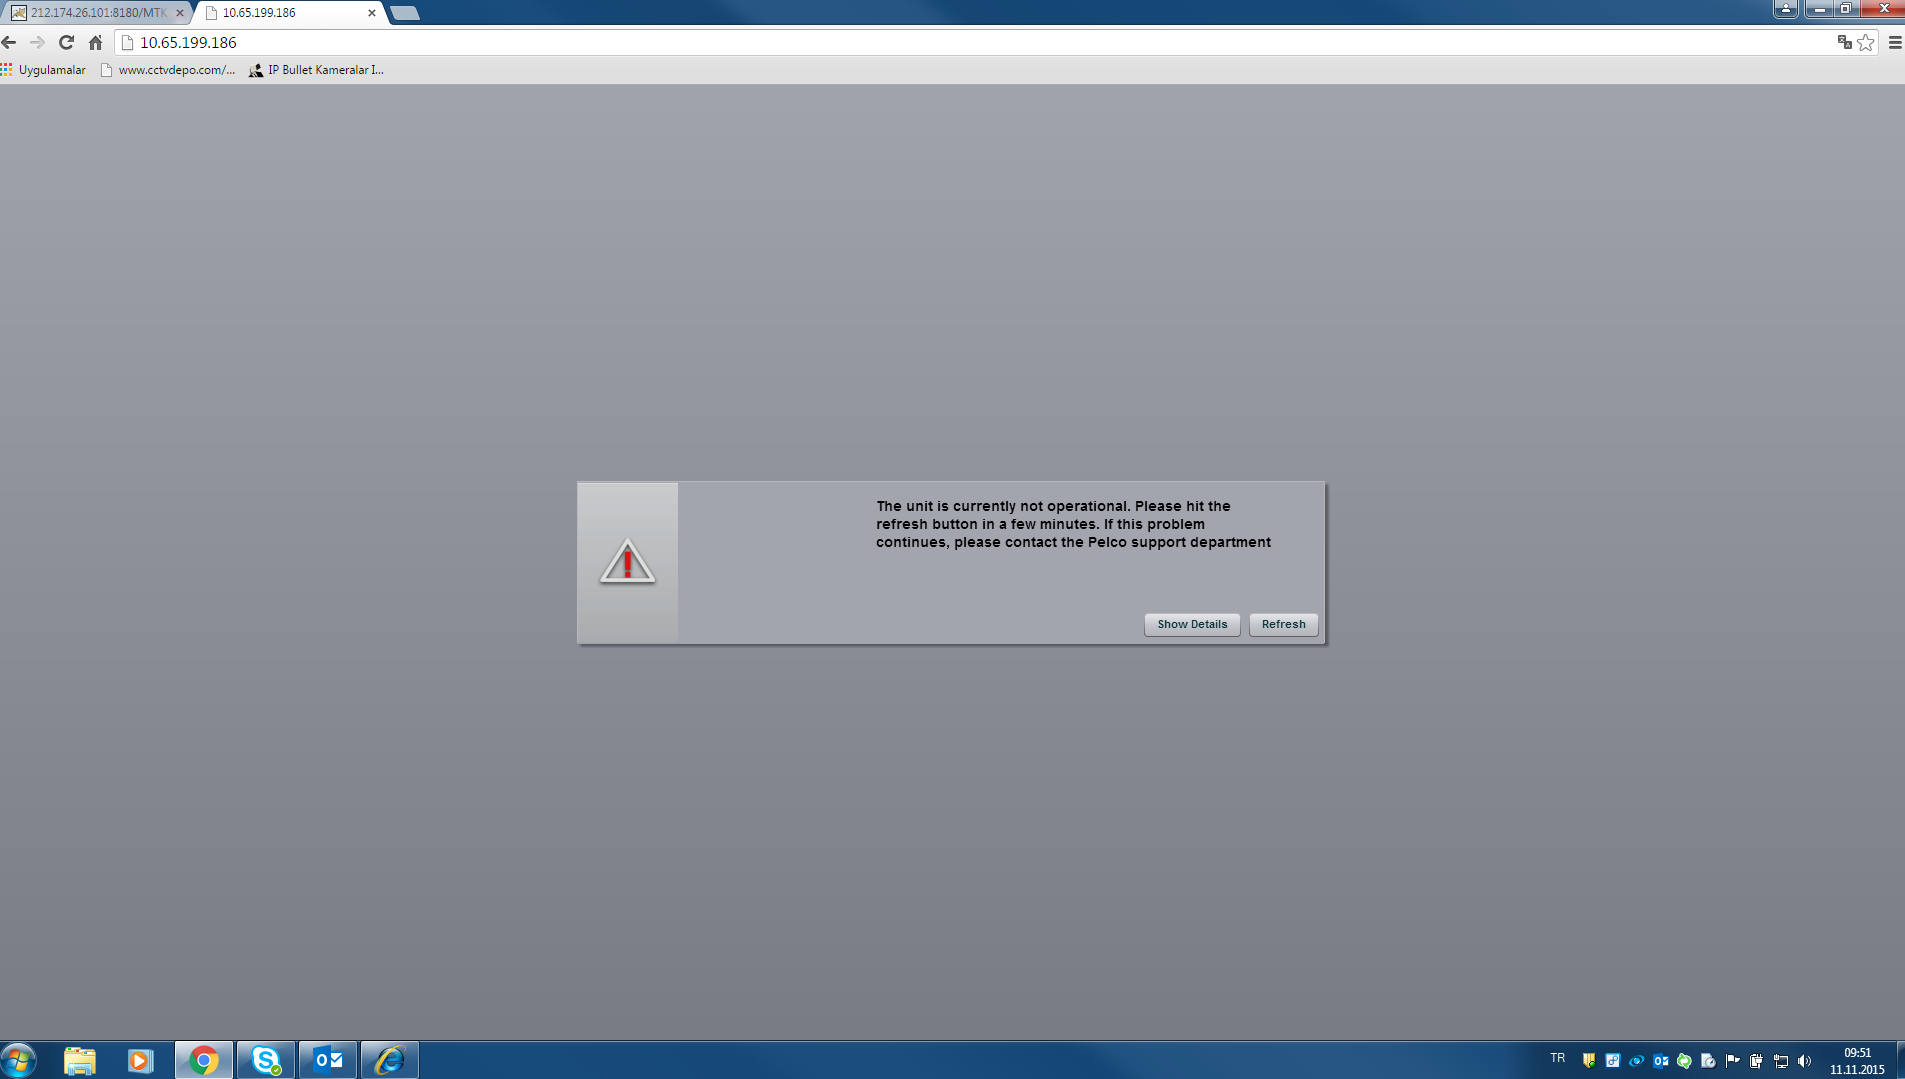 212.174.26.101:8180/MTK
10.65.199.186
10.65.199.186
Uygulamalar
www.cctvdepo.com/...
IP Bullet Kameralar I...
The unit is currently not operational. Please hit the
refresh button in a few minutes. If this problem
continues, please contact the Pelco support department
Show Details
Refresh
TR
09:51
11.11.2015